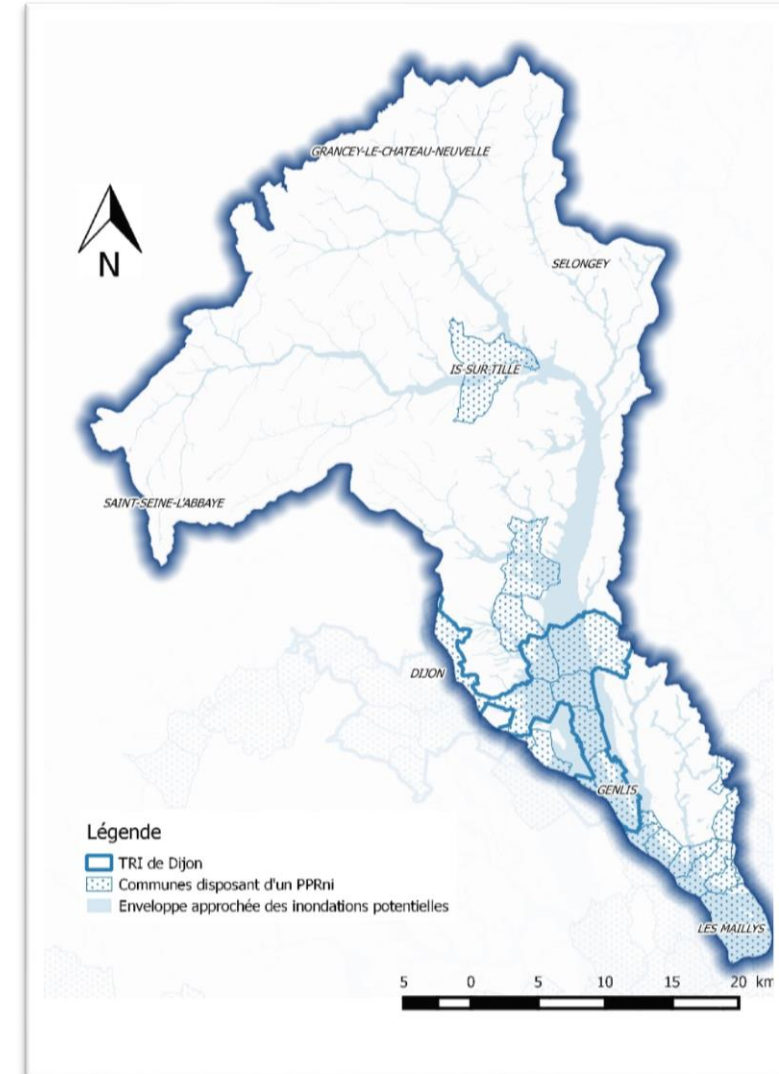 GRANCEY-LE-CHATEAU-NEUVELLE
N
SELONGEY
IS-SUR-TILLE
SAINT-SEINE-L'ABBAYE
DIJON
GENLIS
Légende
TRI de Dijon
Communes disposant d'un PPRni
Enveloppe approchée des inondations potentielles
LES MAILLYS
5 0 5 10 15 20 km